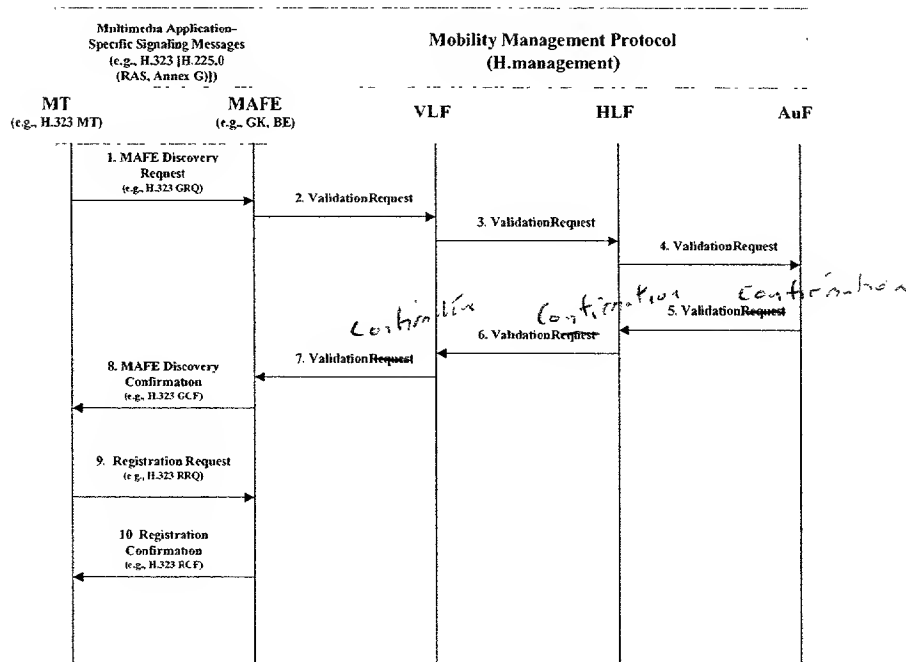 Multimedia Application–
Specific Signaling Messages
(e.g., H.323 [H.225.0
(RAS, Annex G)])
Mobility Management Protocol
(H.management)
MT
(e.g., H.323 MT)
MAFE
(e.g., GK, BE)
VLF
HLF
AuF
1. MAFE Discovery
Request
(e.g., H.323 GRQ)
2. ValidationRequest
3. ValidationRequest
4. ValidationRequest
Confirmation
5. ValidationRequest
Confirmation
6. ValidationRequest
Confirmation
7. ValidationRequest
8. MAFE Discovery
Confirmation
(e.g., H.323 GCF)
9. Registration Request
(e.g., H.323 RRQ)
10 Registration
Confirmation
(e.g., H.323 RCF)